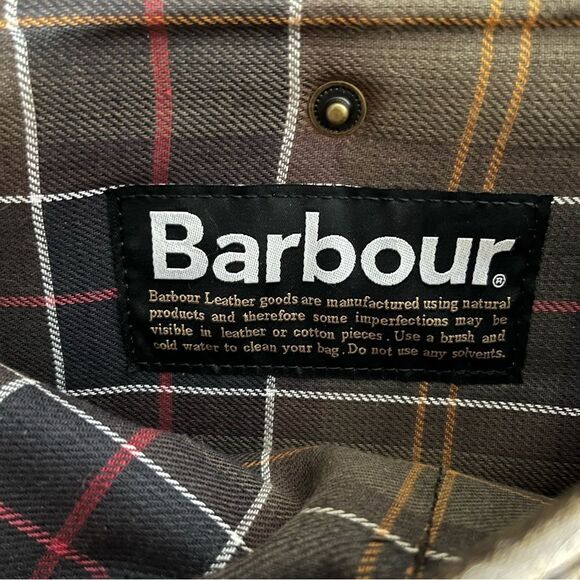 Barbour®
Barbour Leather goods are manufactured using natural
products and therefore some imperfections may be
visible in leather or cotton pieces. Use a brush and
cold water to clean your bag. Do not use any solvents.